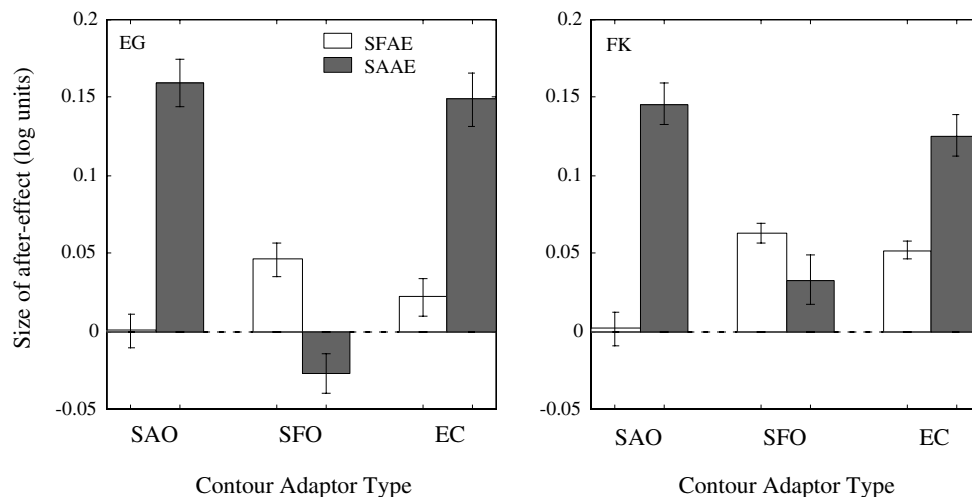 EG
SFAE
SAAE
Size of after-effect (log units)
0.2
0.15
0.1
0.05
0
-0.05
SAO SFO EC
Contour Adaptor Type
FK
0.2
0.15
0.1
0.05
0
-0.05
SAO SFO EC
Contour Adaptor Type